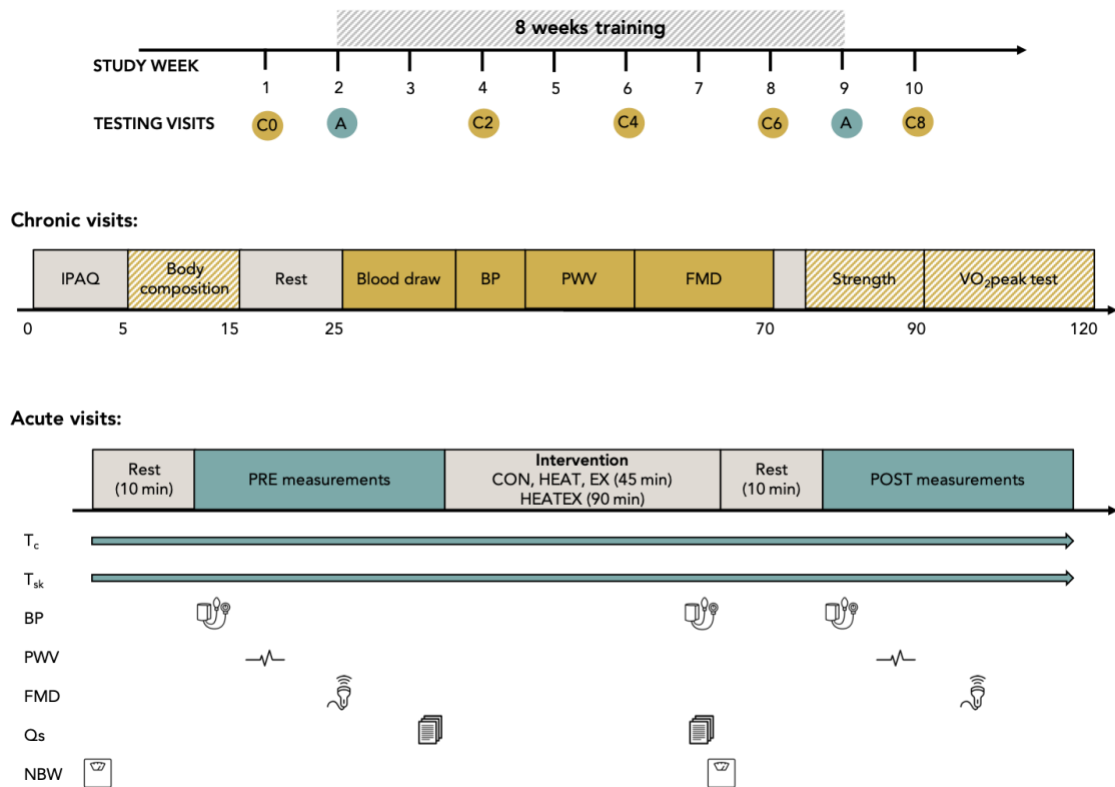 8 weeks training
STUDY WEEK
1 2 3 4 5 6 7 8 9 10
TESTING VISITS C0 A C2 C4 C6 A C8
Chronic visits:
IPAQ
Body
composition
Rest
Blood draw
BP
PWV
FMD
Strength
VO₂peak test
0 5 15 25 70 90 120
Acute visits:
Rest
(10 min)
PRE measurements
Intervention
CON, HEAT, EX (45 min)
HEATEX (90 min)
Rest
(10 min)
POST measurements
Tc
Tsk
BP
PWV
FMD
Qs
NBW